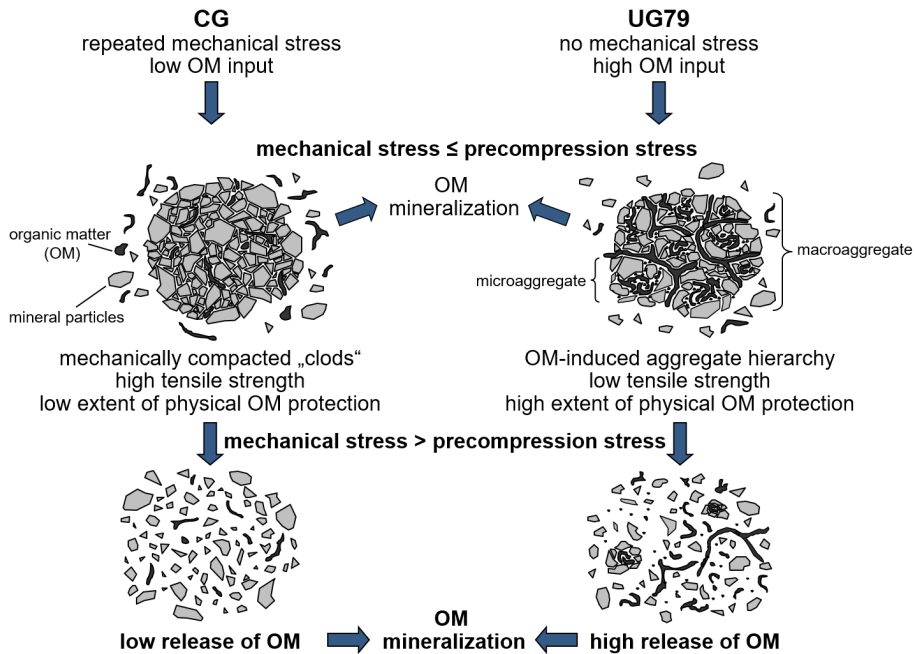 CG
repeated mechanical stress
low OM input
UG79
no mechanical stress
high OM input
mechanical stress ≤ precompression stress
OM
mineralization
organic matter
(OM)
mineral particles
microaggregate
macroaggregate
mechanically compacted „clods“
high tensile strength
low extent of physical OM protection
OM-induced aggregate hierarchy
low tensile strength
high extent of physical OM protection
mechanical stress > precompression stress
low release of OM
OM
mineralization
high release of OM